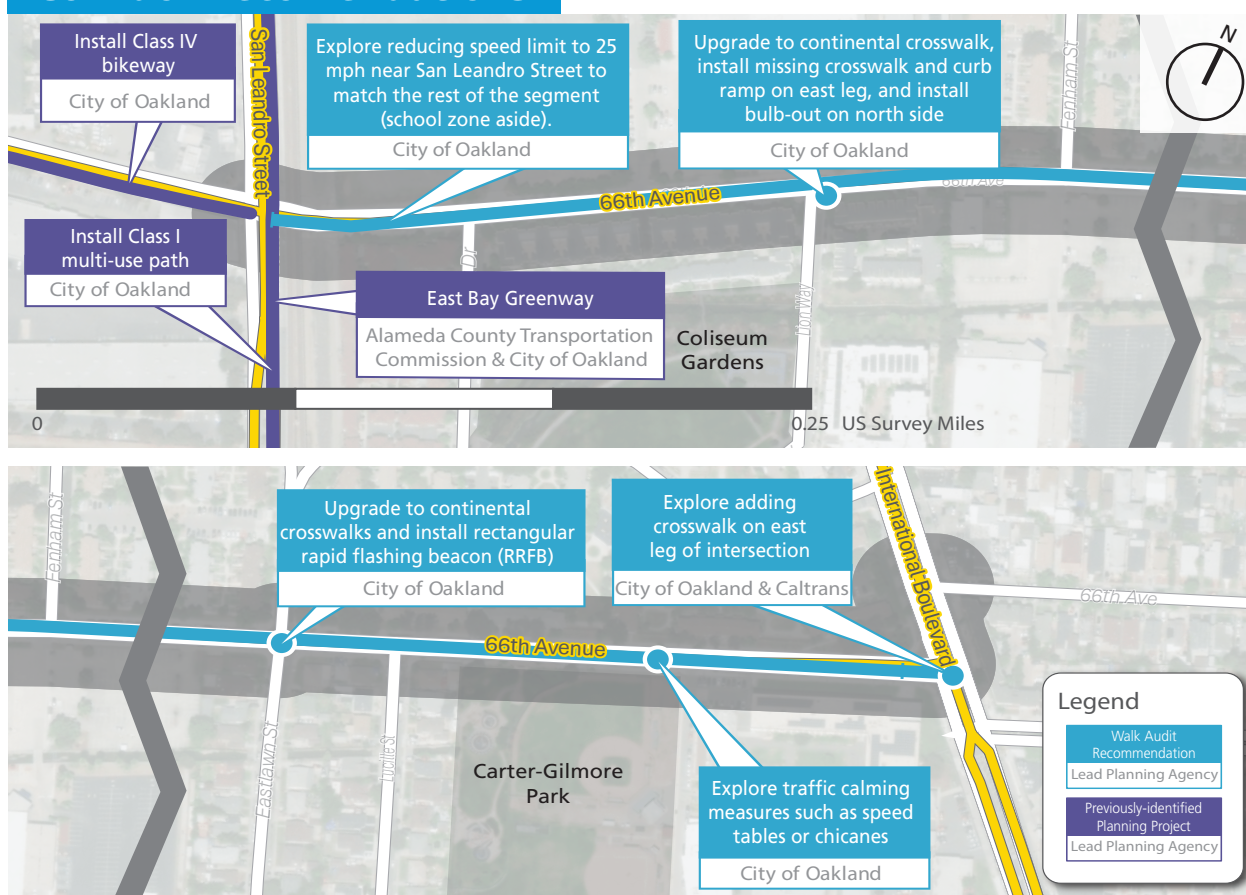 Install Class IV
bikeway
City of Oakland
San Leandro Street
Explore reducing speed limit to 25
mph near San Leandro Street to
match the rest of the segment
(school zone aside).
City of Oakland
Upgrade to continental crosswalk,
install missing crosswalk and curb
ramp on east leg, and install
bulb-out on north side
City of Oakland
Fenham St
N
66th Avenue
66th Ave
Install Class I
multi-use path
City of Oakland
Dr
Lion Way
East Bay Greenway
Alameda County Transportation
Commission & City of Oakland
Coliseum
Gardens
0
0.25 US Survey Miles
Fenham St
Upgrade to continental
crosswalks and install rectangular
rapid flashing beacon (RRFB)
City of Oakland
Explore adding
crosswalk on east
leg of intersection
City of Oakland & Caltrans
International Boulevard
66th Ave
66th Avenue
Eastlawn St
Lucille St
Carter-Gilmore
Park
Explore traffic calming
measures such as speed
tables or chicanes
City of Oakland
Legend
Walk Audit
Recommendation
Lead Planning Agency
Previously-identified
Planning Project
Lead Planning Agency